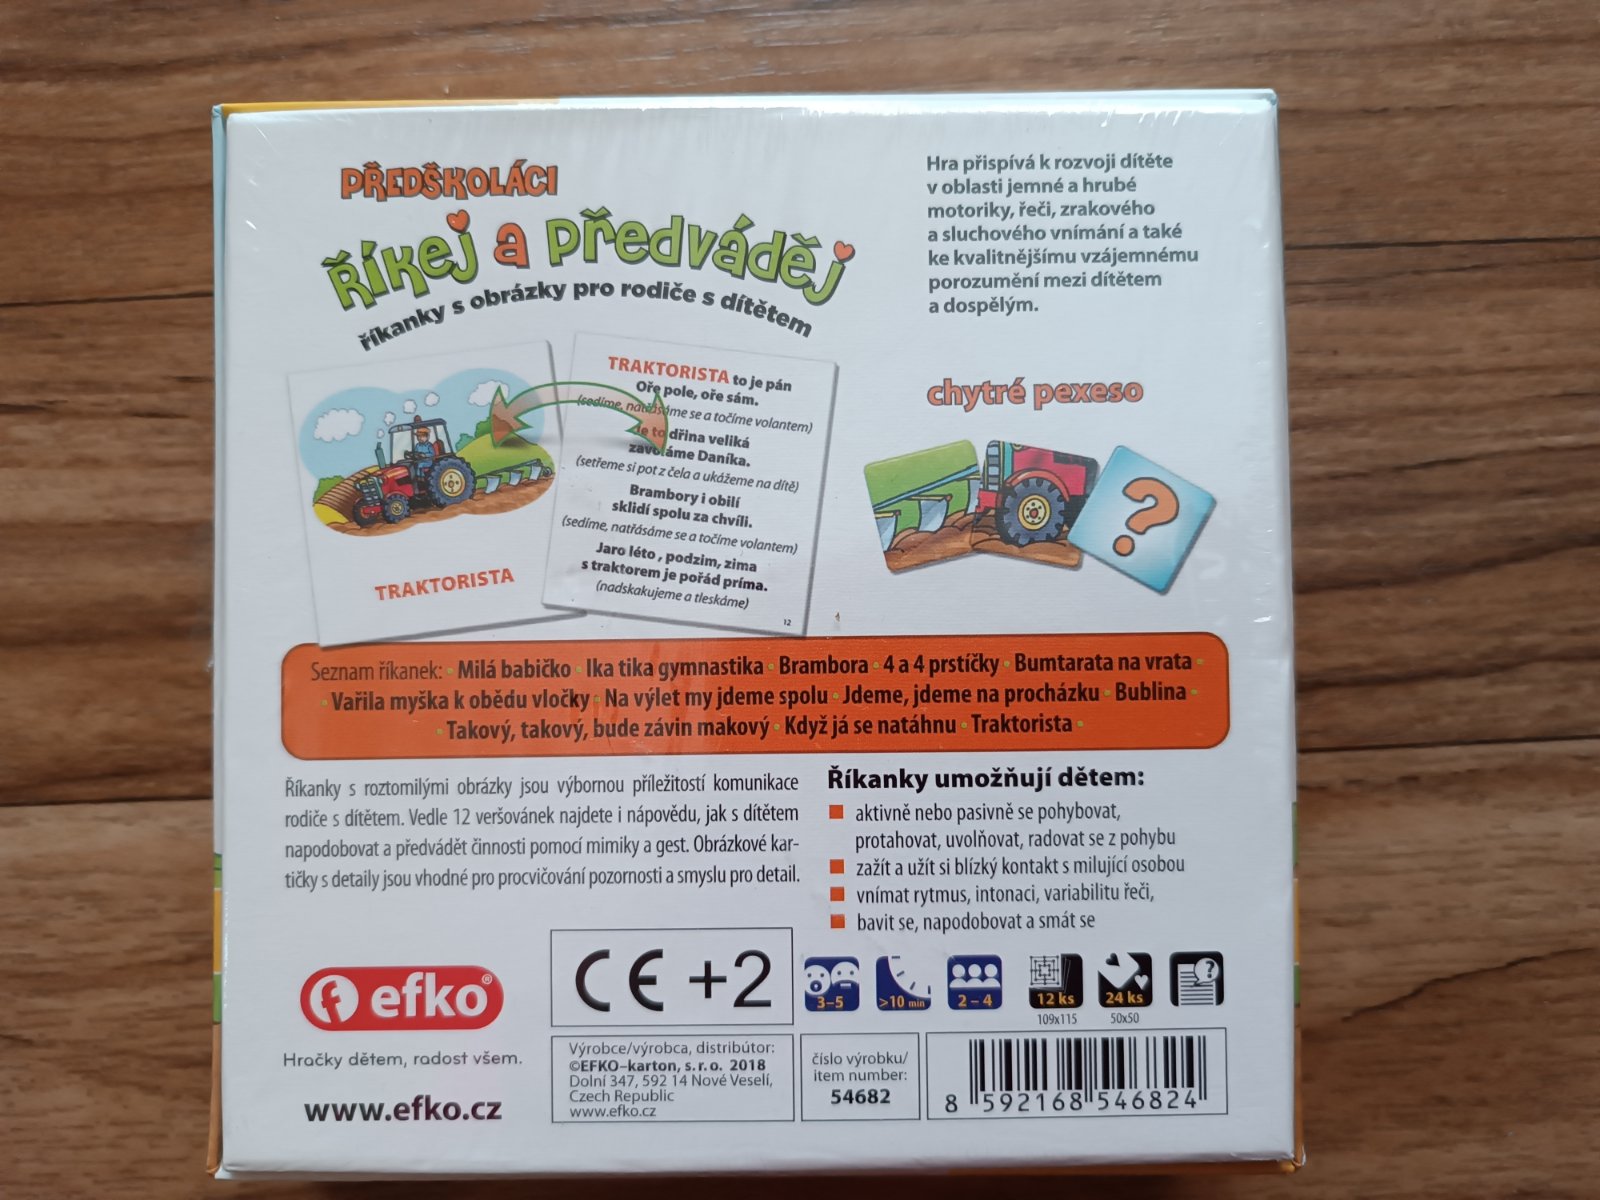 PŘEDŠKOLÁCI
Říkej a předváděj
říkanky s obrázky pro rodiče s dítětem
Hra přispívá k rozvoji dítěte
v oblasti jemné a hrubé
motoriky, řeči, zrakového
a sluchového vnímání a také
ke kvalitnějšímu vzájemnému
porozumění mezi dítětem
a dospělým.
TRAKTORISTA
TRAKTORISTA to je pán
Oře pole, oře sám.
(sedíme, natřásáme se a točíme volantem)
Je to dřina veliká
zavoláme Daníka.
(setřeme si pot z čela a ukážeme na dítě)
Brambory i obilí
sklidí spolu za chvíli.
(sedíme, natřásáme se a točíme volantem)
Jaro léto , podzim, zima
s traktorem je pořád príma.
(nadskakujeme a tleskáme)
12
chytré pexeso
?
Seznam říkanek: • Milá babičko • Ika tika gymnastika • Brambora • 4 a 4 prstíčky • Bumtarata na vrata •
• Vařila myška k obědu vločky • Na výlet my jdeme spolu • Jdeme, jdeme na procházku • Bublina •
• Takový, takový, bude závin makový • Když já se natáhnu • Traktorista •
Říkanky s roztomilými obrázky jsou výbornou příležitostí komunikace
rodiče s dítětem. Vedle 12 veršovánek najdete i nápovědu, jak s dítětem
napodobovat a předvádět činnosti pomocí mimiky a gest. Obrázkové kar-
tičky s detaily jsou vhodné pro procvičování pozornosti a smyslu pro detail.
Říkanky umožňují dětem:
aktivně nebo pasivně se pohybovat,
protahovat, uvolňovat, radovat se z pohybu
zažít a užít si blízký kontakt s milující osobou
vnímat rytmus, intonaci, variabilitu řeči,
bavit se, napodobovat a smát se
efko®
Hračky dětem, radost všem.
www.efko.cz
CE +2
3–5
>10 min
2 – 4
12 ks
109x115
24 ks
50x50
?
Výrobce/výrobca, distributór:
©EFKO–karton, s.r.o. 2018
Dolní 347, 592 14 Nové Veselí,
Czech Republic
www.efko.cz
číslo výrobku/
item number:
54682
8 592168 546824